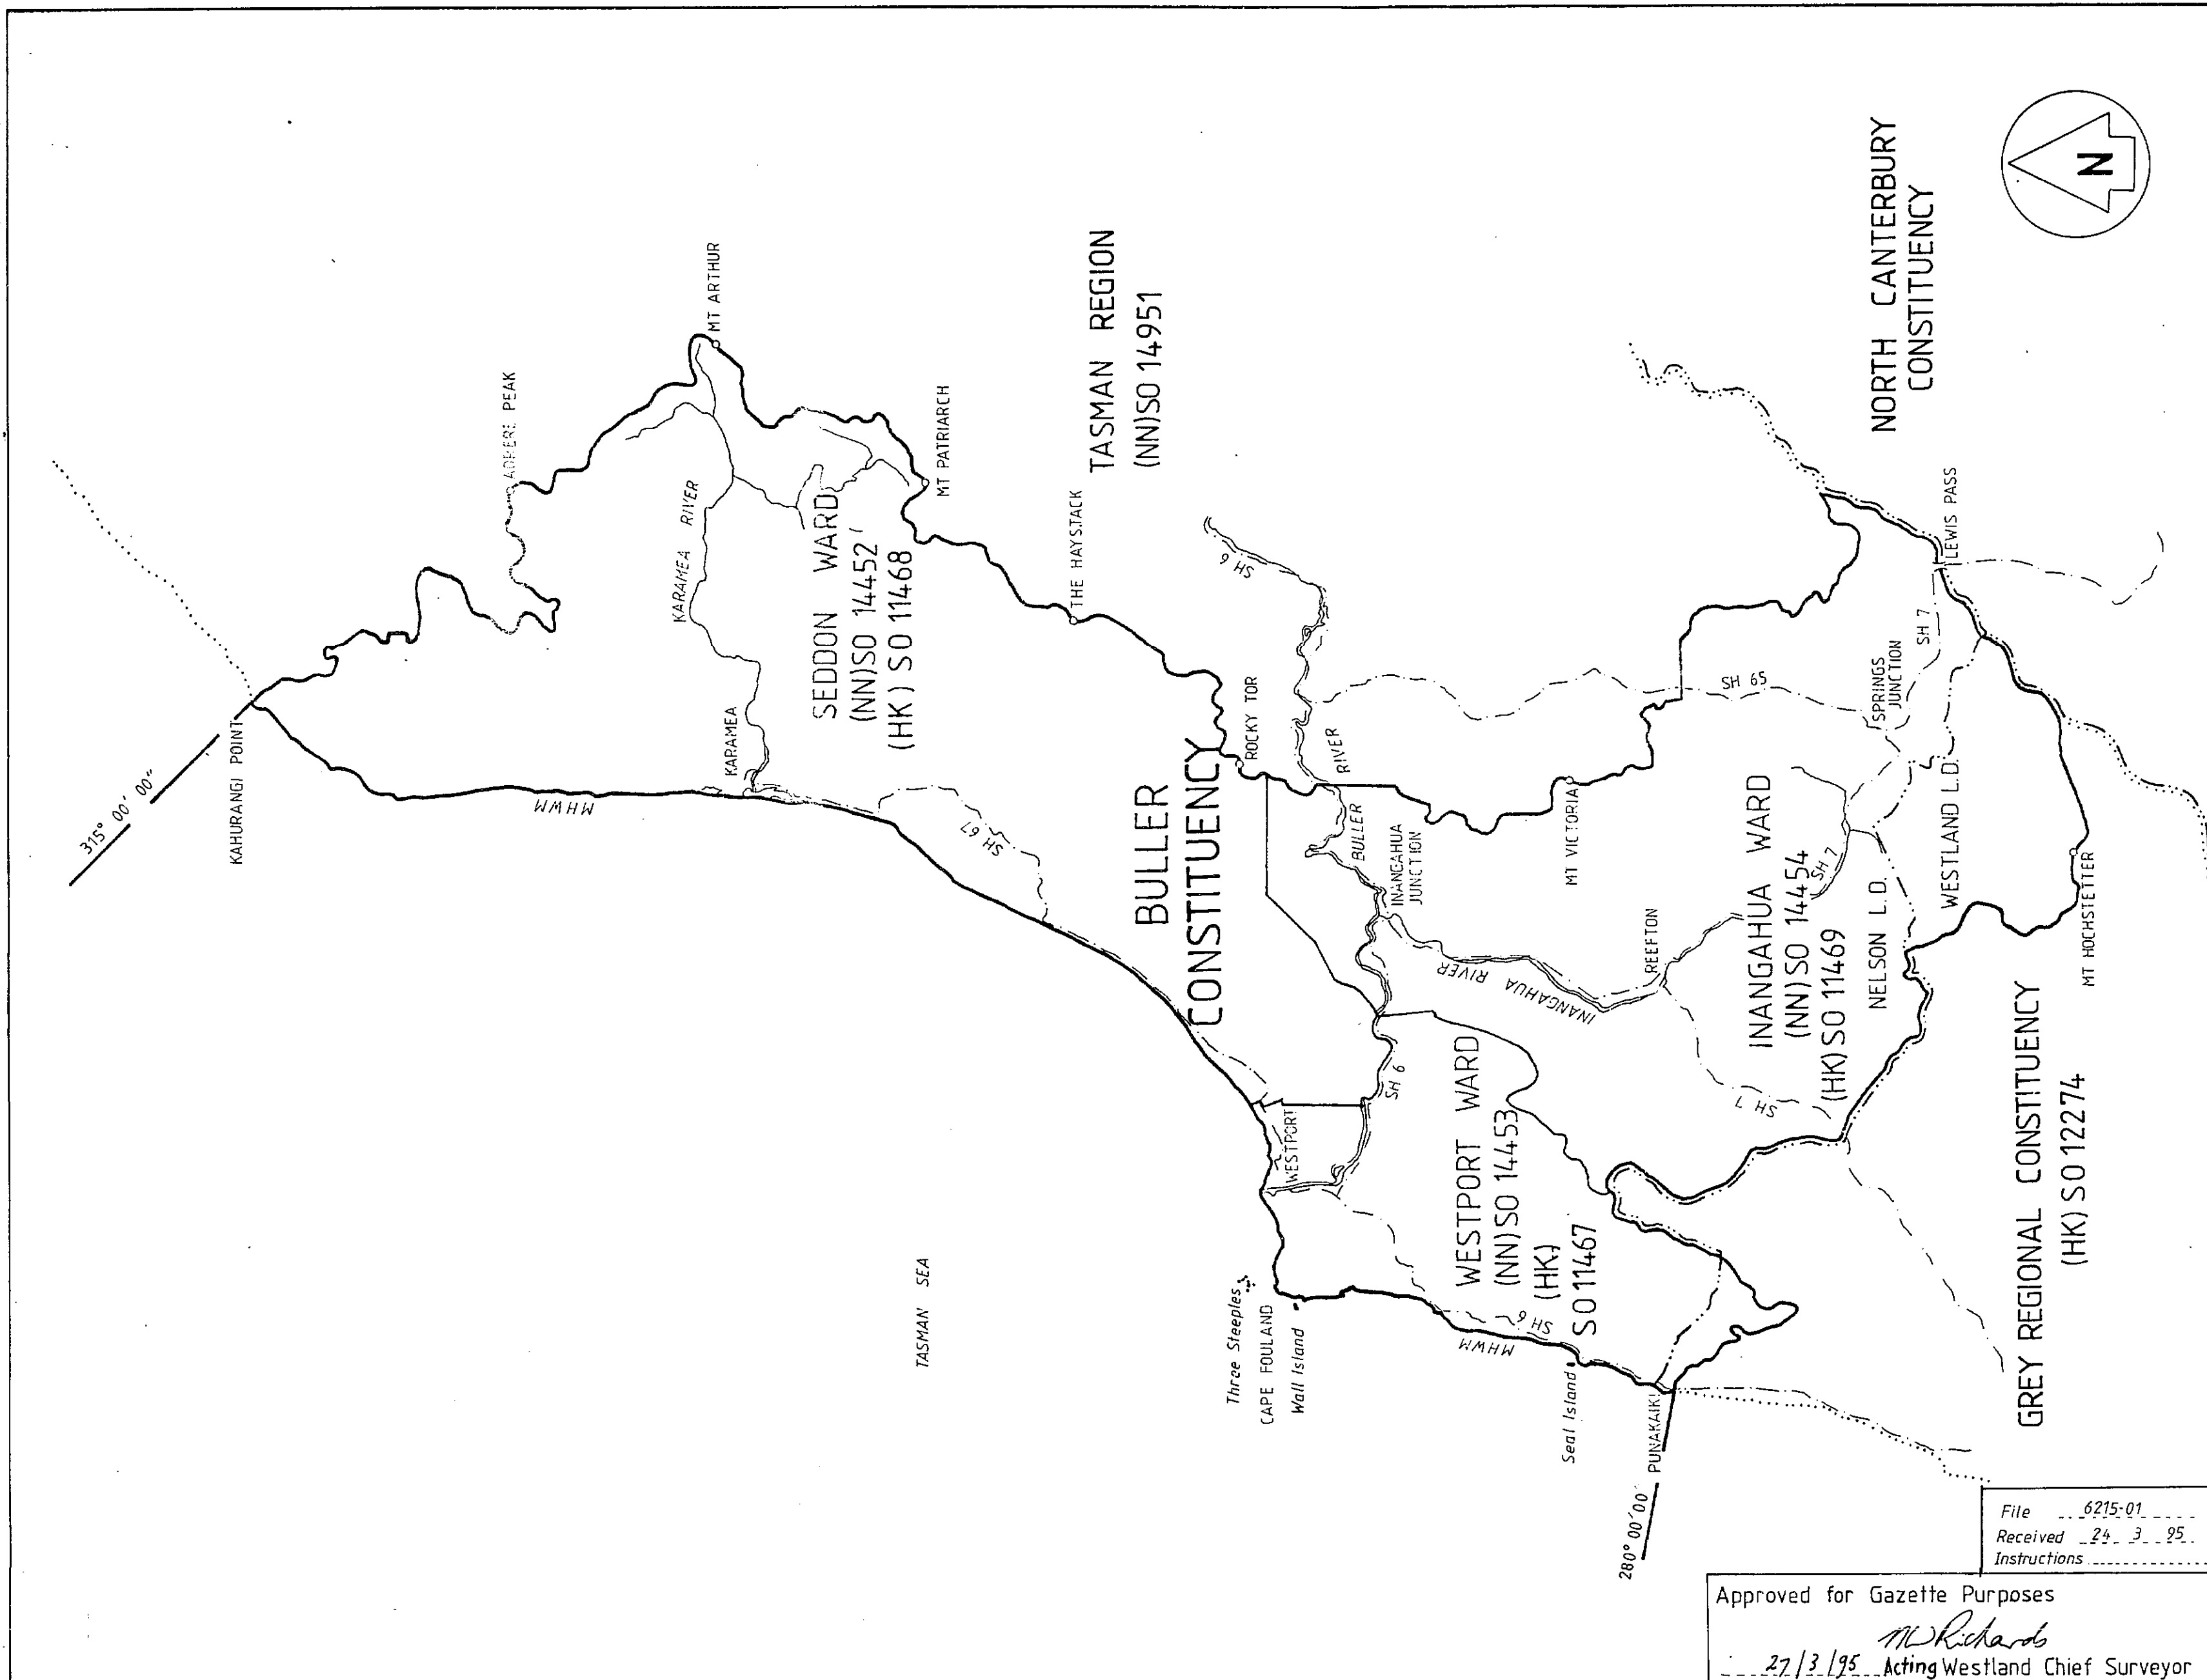 315° 00' 00"
KAHURANGI POINT
MHWM
KARAMEA
KARAMEA RIVER
MT ARTHUR
SEDDON WARD
(NN)SO 14452
(HK) SO 11468
MT PATRIARCH
THE HAYSTACK
TASMAN REGION
(NN)SO 14951
SH 67
BULLER
CONSTITUENCY
ROCKY TOR
SH 6
RIVER
BULLER
INANGAHUA
JUNCTION
TASMAN SEA
Three Steeples
CAPE FOULAND
Wall Island
WESTPORT
SH 6
WESTPORT WARD
(NN)SO 14453
(HK)
SO 11467
SH 6
MHWM
Seal Island
PUNAKAIKI
280° 00' 00"
MT VICTORIA
SH 65
INANGAHUA RIVER
REEFTON
SH 7
INANGAHUA WARD
(NN)SO 14454
(HK)SO 11469
SH 7
NELSON L.D.
WESTLAND L.D.
SPRINGS
JUNCTION
SH 7
LEWIS PASS
MT HOCHSTETTER
NORTH CANTERBURY
CONSTITUENCY
GREY REGIONAL CONSTITUENCY
(HK) SO 12274
N
File 6215-01
Received 24 3 95
Instructions
Approved for Gazette Purposes
NW Richards
27/3/95 Acting Westland Chief Surveyor